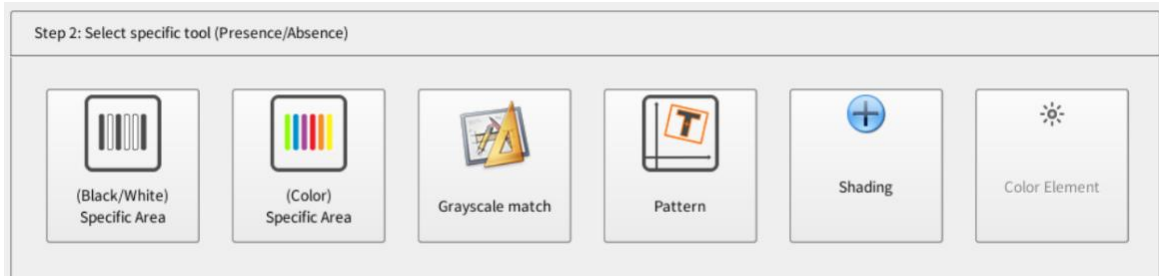 Step 2: Select specific tool (Presence/Absence)
(Black/White)
Specific Area
(Color)
Specific Area
Grayscale match
T
Pattern
Shading
Color Element